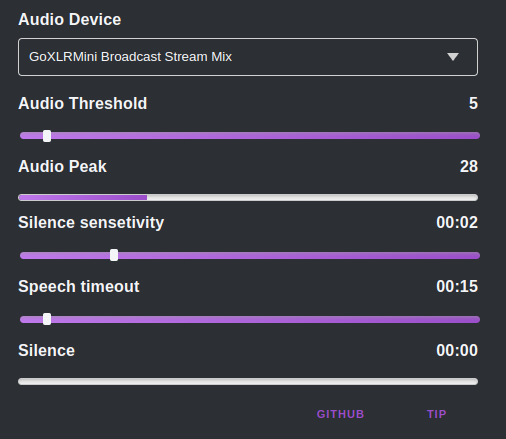 Audio Device
GoXLRMini Broadcast Stream Mix
Audio Threshold 5
Audio Peak 28
Silence sensetivity 00:02
Speech timeout 00:15
Silence 00:00
GITHUB TIP